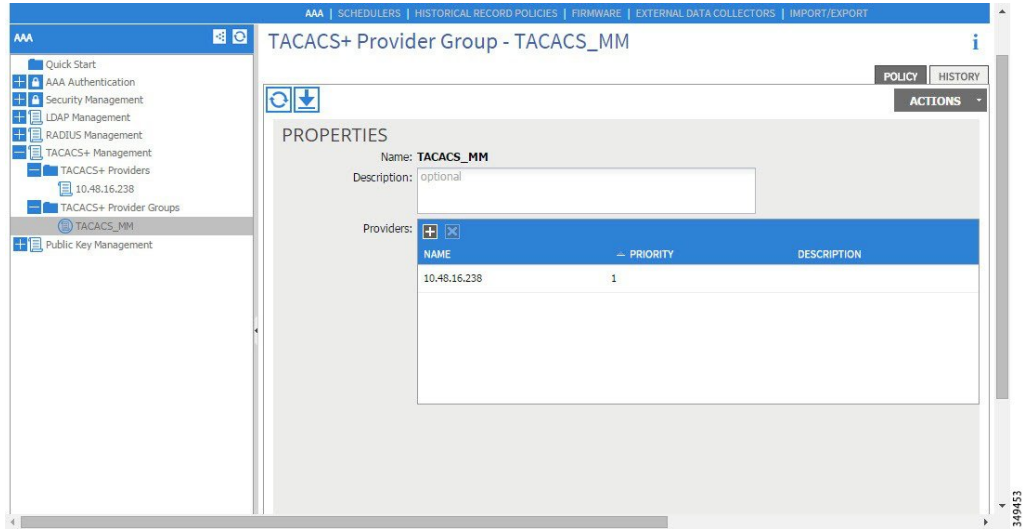 AAA | SCHEDULERS | HISTORICAL RECORD POLICIES | FIRMWARE | EXTERNAL DATA COLLECTORS | IMPORT/EXPORT
AAA
Quick Start
AAA Authentication
Security Management
LDAP Management
RADIUS Management
TACACS+ Management
TACACS+ Providers
10.48.16.238
TACACS+ Provider Groups
TACACS_MM
Public Key Management
TACACS+ Provider Group - TACACS_MM
i
POLICY HISTORY
ACTIONS
PROPERTIES
Name: TACACS_MM
Description: optional
Providers:
NAME PRIORITY DESCRIPTION
10.48.16.238 1
349453